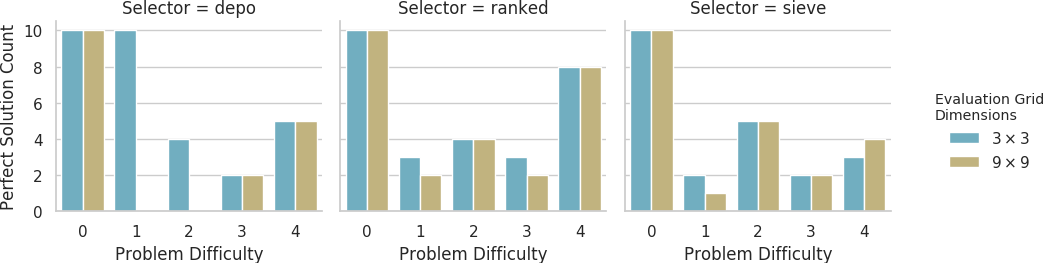 Selector = depo
Selector = ranked
Selector = sieve
Perfect Solution Count
10
8
6
4
2
0
0 1 2 3 4
0 1 2 3 4
0 1 2 3 4
Problem Difficulty
Problem Difficulty
Problem Difficulty
Evaluation Grid
Dimensions
3 × 3
9 × 9